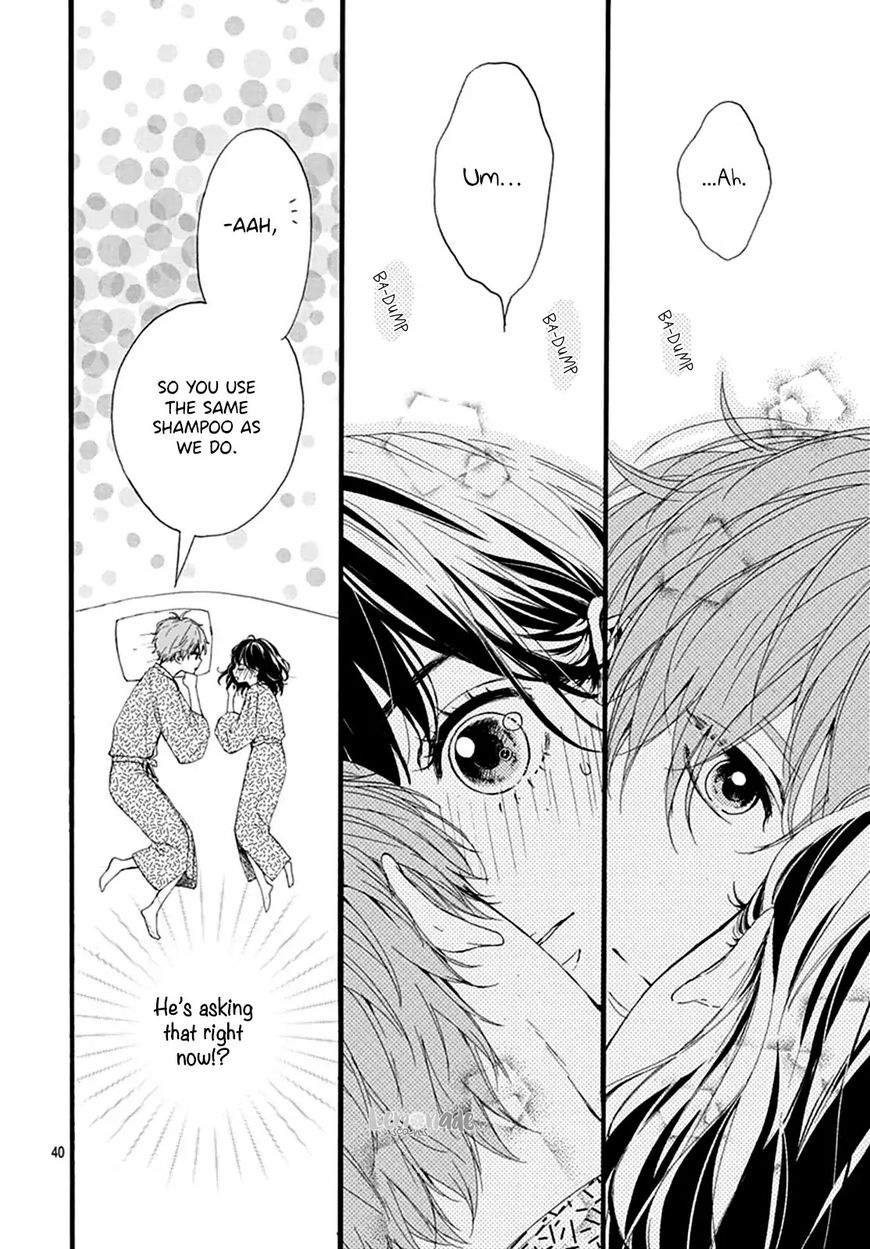 ...Ah.
BA-DUMP
Um...
BA-DUMP
BA-DUMP
-AAH,
SO YOU USE
THE SAME
SHAMPOO AS
WE DO.
He's asking
that right
now!?
Lemonade
40